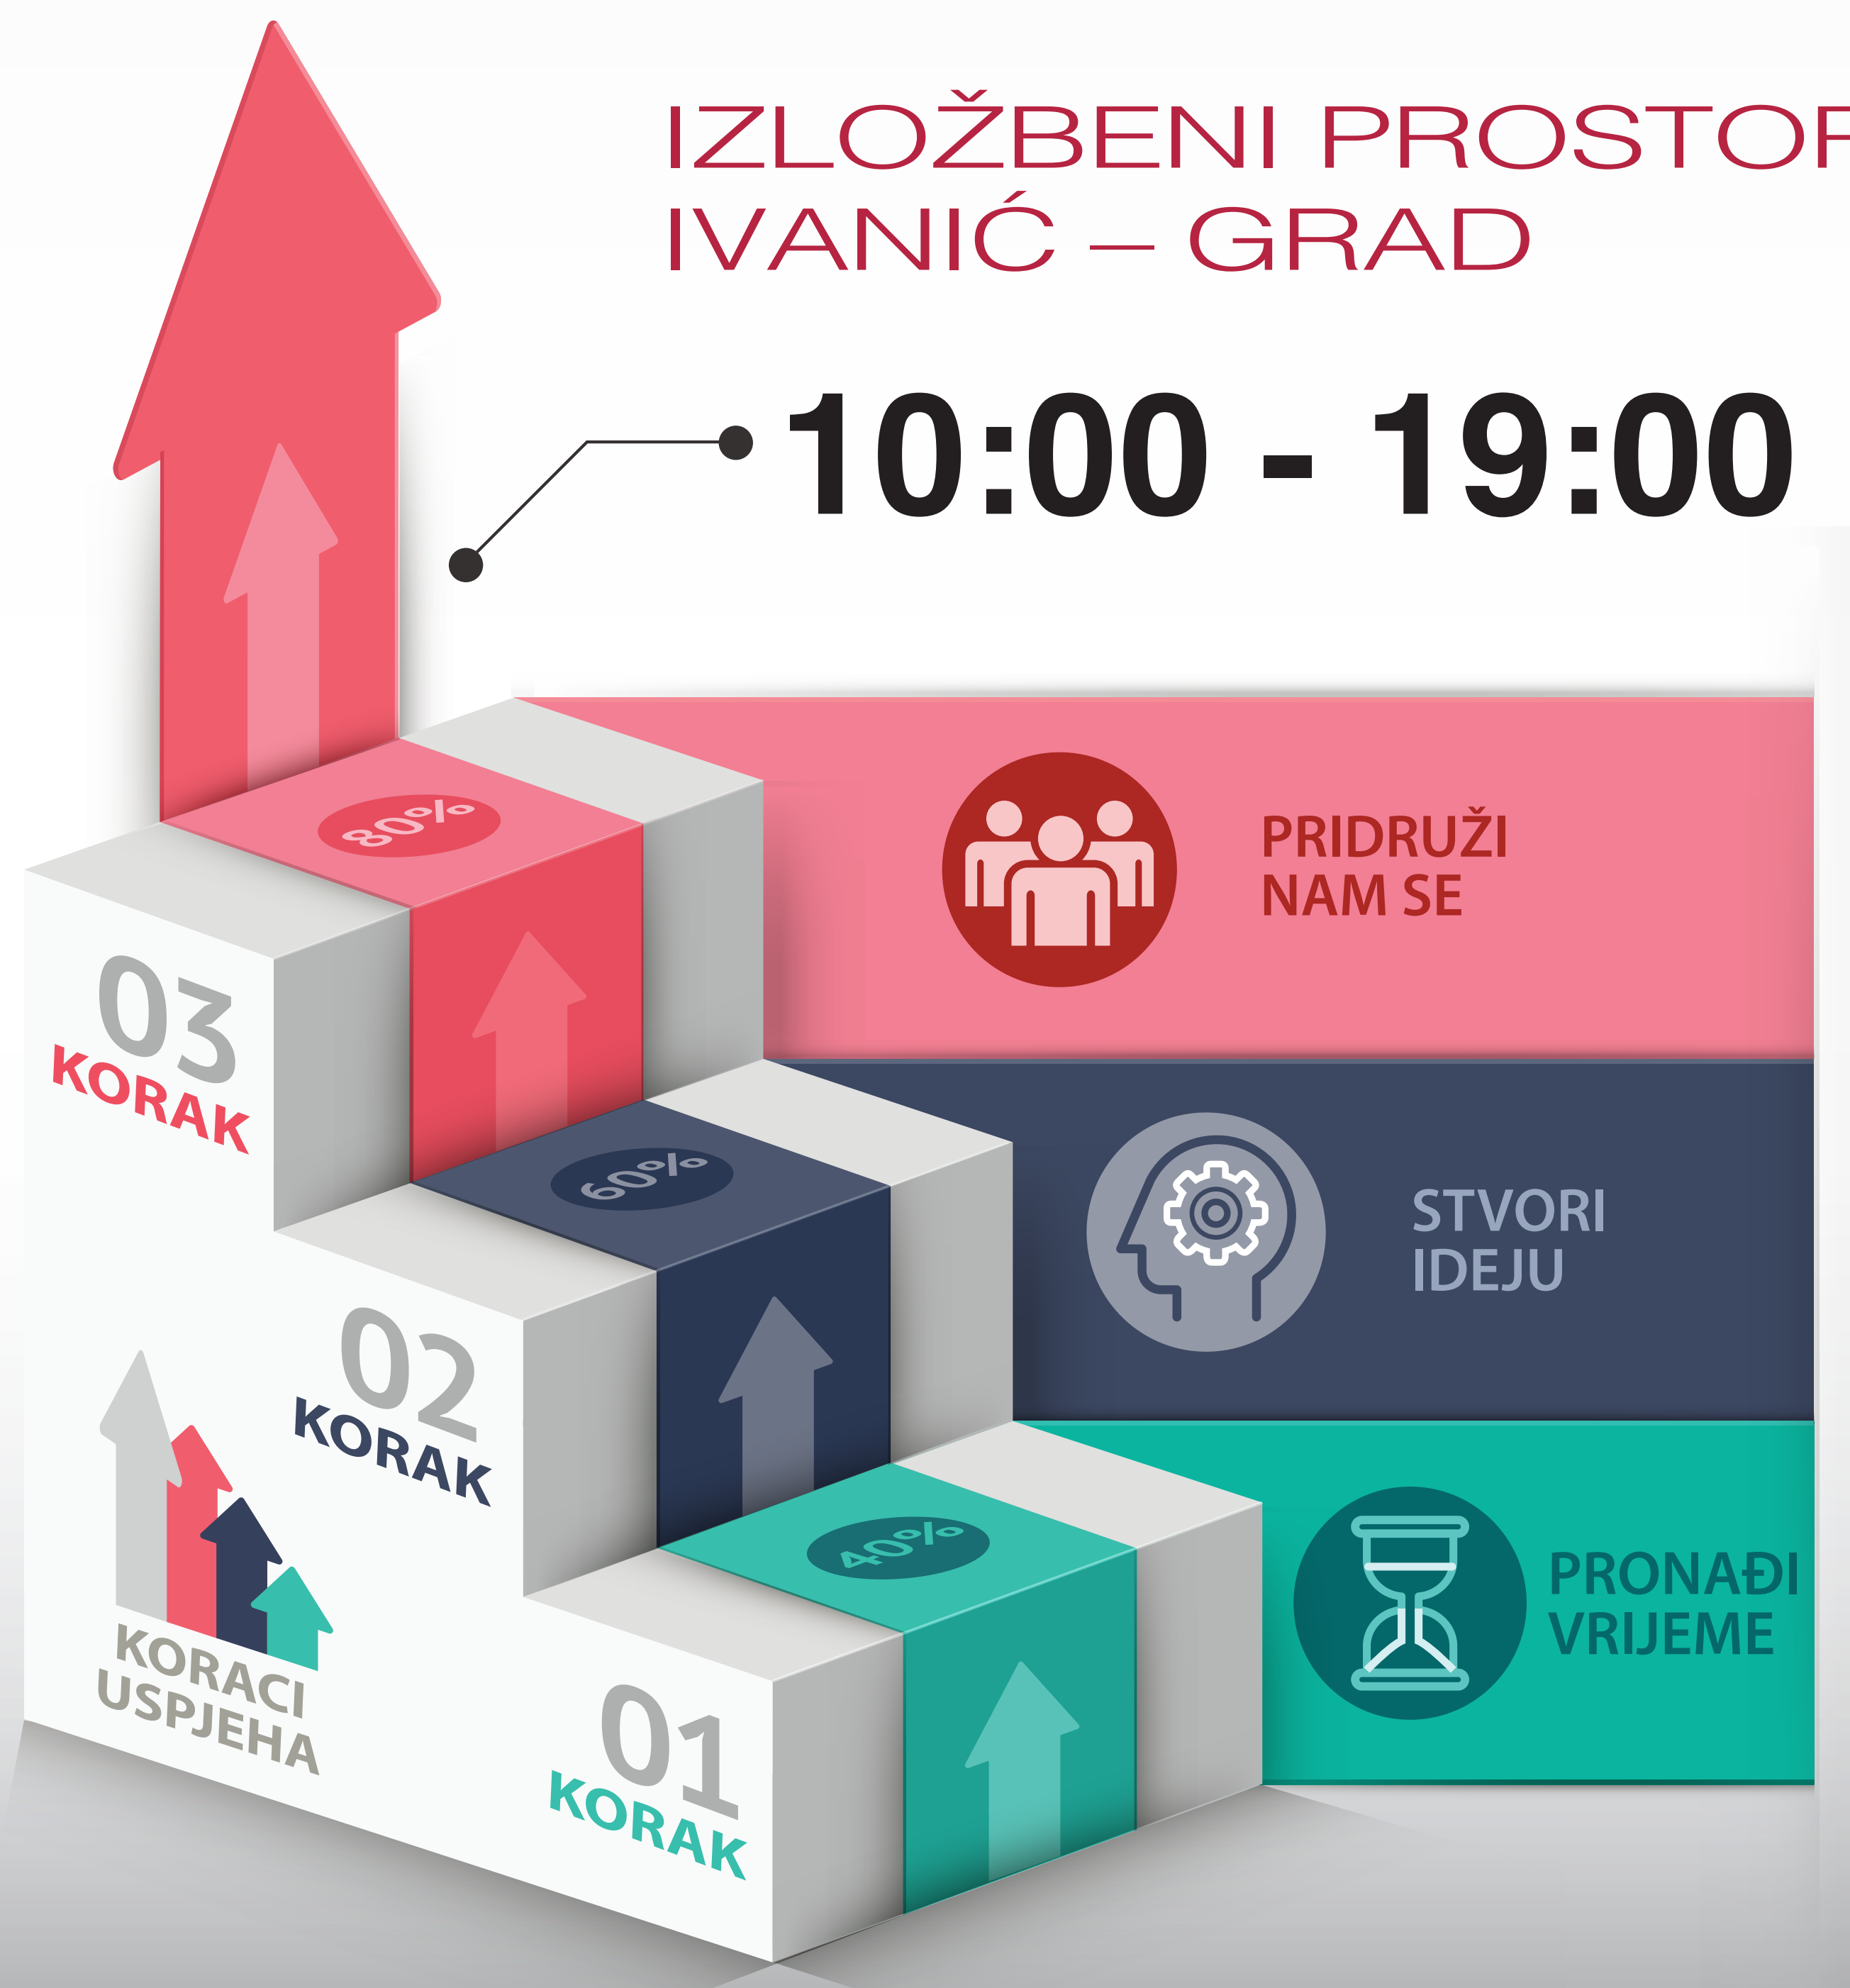 IZLOŽBENI PROSTOR
IVANIĆ – GRAD
10:00 - 19:00
80%
PRIDRUŽI
NAM SE
03
KORAK
60%
STVORI
IDEJU
02
KORAK
40%
PRONAĐI
VRIJEME
KORACI
USPJEHA
01
KORAK